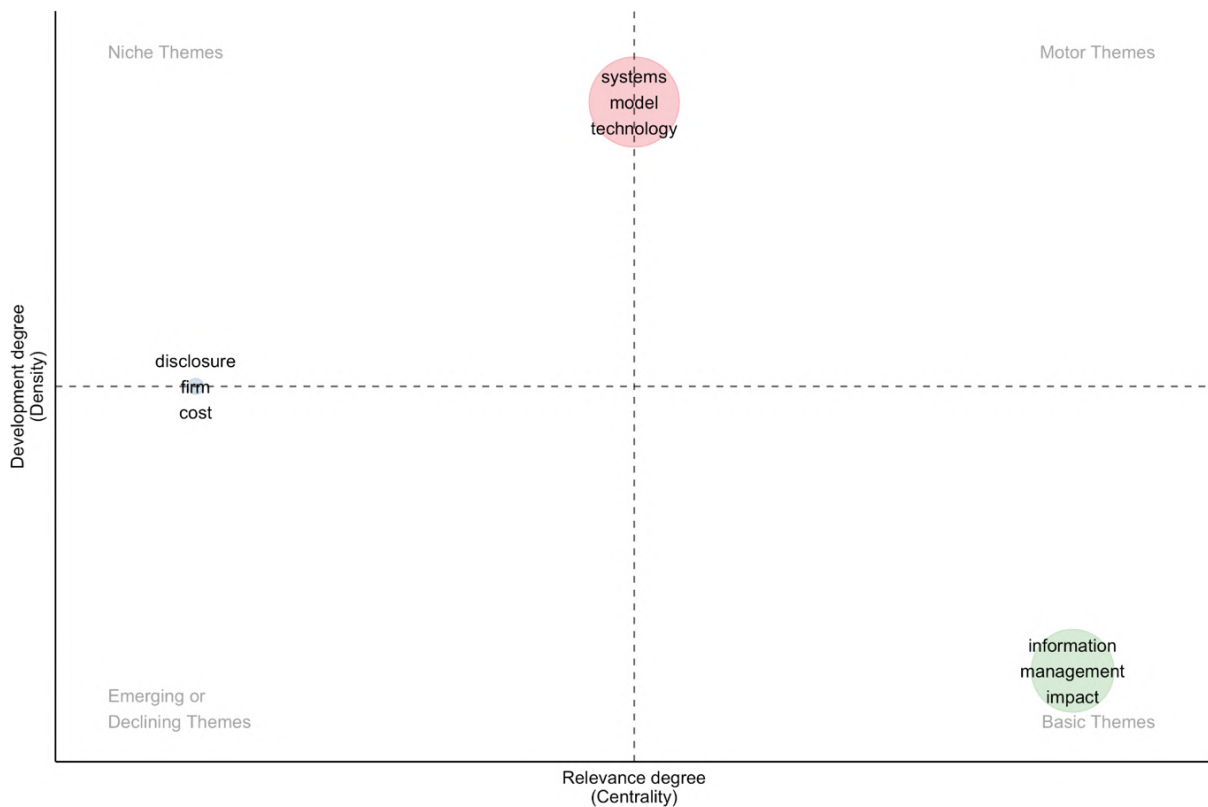 Niche Themes
Motor Themes
systems
model
technology
disclosure
firm
cost
Development degree
(Density)
information
management
impact
Emerging or
Declining Themes
Basic Themes
Relevance degree
(Centrality)